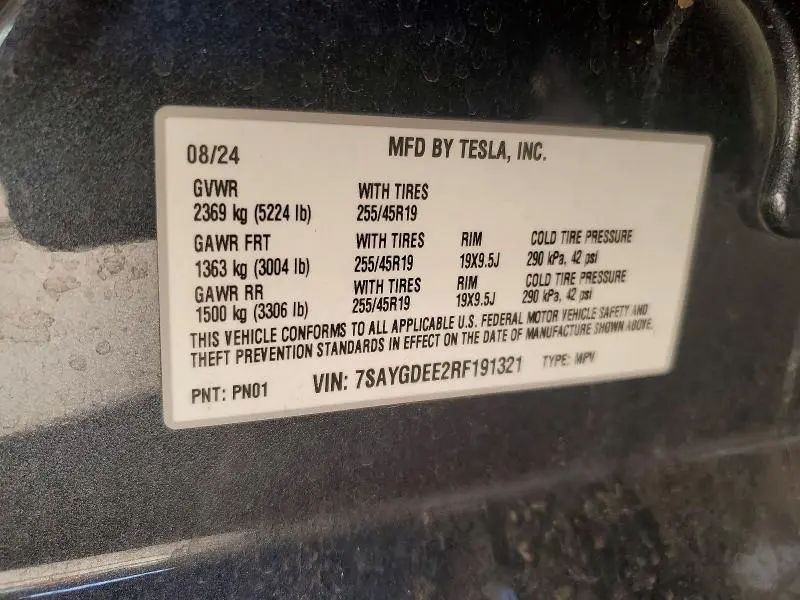 08/24 MFD BY TESLA, INC.
GVWR WITH TIRES
2369 kg (5224 lb) 255/45R19
GAWR FRT WITH TIRES RIM COLD TIRE PRESSURE
1363 kg (3004 lb) 255/45R19 19X9.5J 290 kPa, 42 psi
GAWR RR WITH TIRES RIM COLD TIRE PRESSURE
1500 kg (3306 lb) 255/45R19 19X9.5J 290 kPa, 42 psi
THIS VEHICLE CONFORMS TO ALL APPLICABLE U.S. FEDERAL MOTOR VEHICLE SAFETY AND
THEFT PREVENTION STANDARDS IN EFFECT ON THE DATE OF MANUFACTURE SHOWN ABOVE.
PNT: PN01 VIN: 7SAYGDEE2RF191321 TYPE: MPV